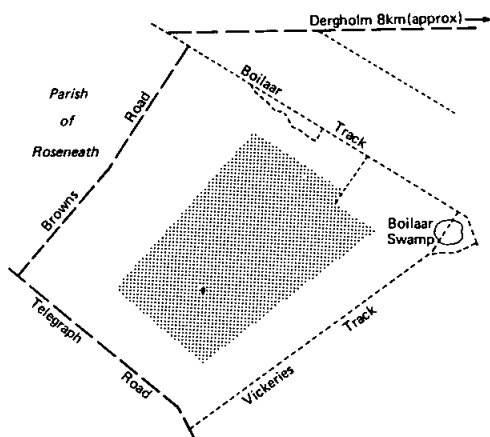 Dergholm 8km(approx)
Boilaar
Track
Parish
of
Roseneath
Road
Browns
Boilaar
Swamp
Telegraph
Road
Vickeries
Track